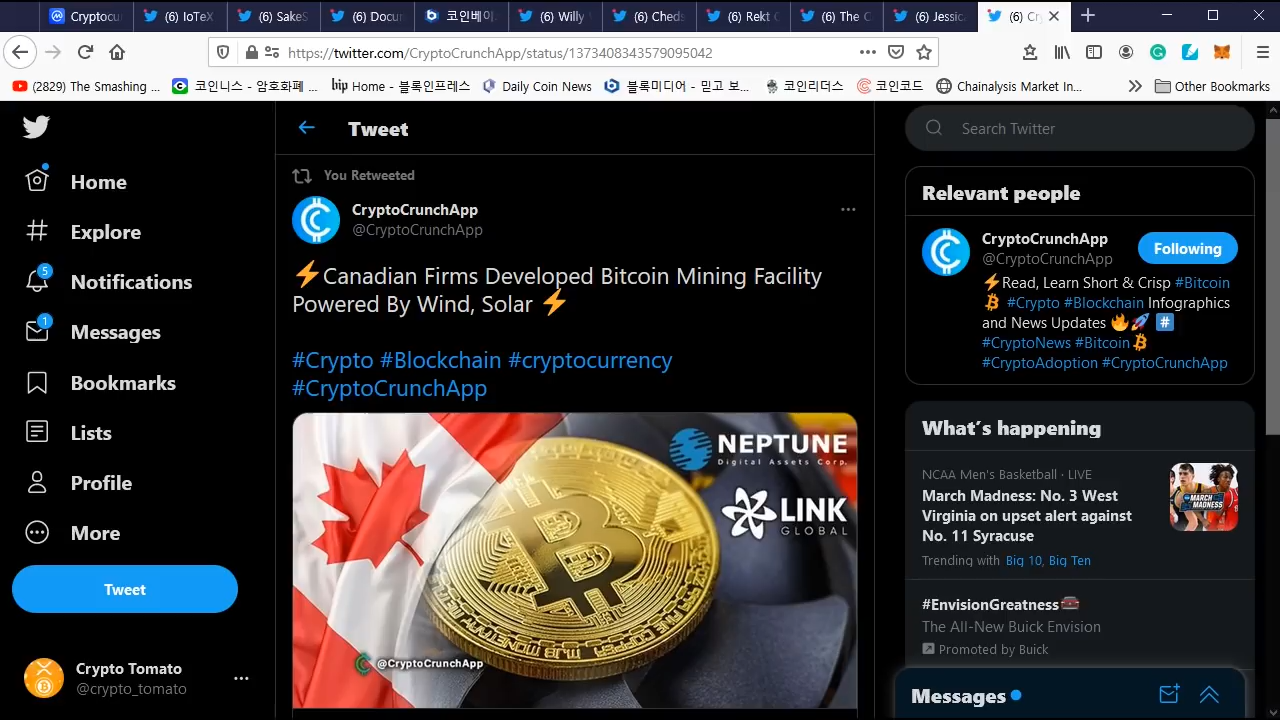 Cryptocur
(6) IoTeX
(6) SakeS
(6) Docur
코인베이
(6) Willy
(6) Cheds
(6) Rekt C
(6) The C
(6) Jessica
(6) Cr
https://twitter.com/CryptoCrunchApp/status/1373408343579095042
(2829) The Smashing ...
코인니스 - 암호화폐 ...
bip Home - 블록인프레스
Daily Coin News
블록미디어 - 믿고 보...
코인리더스
코인코드
Chainalysis Market In...
Other Bookmarks
Home
Explore
5
Notifications
1
Messages
Bookmarks
Lists
Profile
More
Tweet
Crypto Tomato
@crypto_tomato
Tweet
You Retweeted
CryptoCrunchApp
@CryptoCrunchApp
⚡Canadian Firms Developed Bitcoin Mining Facility
Powered By Wind, Solar ⚡
#Crypto #Blockchain #cryptocurrency
#CryptoCrunchApp
NEPTUNE
Digital Assets Corp.
LINK
GLOBAL
@CryptoCrunchApp
Search Twitter
Relevant people
CryptoCrunchApp
@CryptoCrunchApp
Following
⚡Read, Learn Short & Crisp #Bitcoin
#Crypto #Blockchain Infographics
and News Updates 🔥🚀 #️⃣
#CryptoNews #Bitcoin
#CryptoAdoption #CryptoCrunchApp
What's happening
NCAA Men's Basketball · LIVE
March Madness: No. 3 West
Virginia on upset alert against
No. 11 Syracuse
MARCH
MADNESS
Trending with Big 10, Big Ten
#EnvisionGreatness
The All-New Buick Envision
Promoted by Buick
Messages